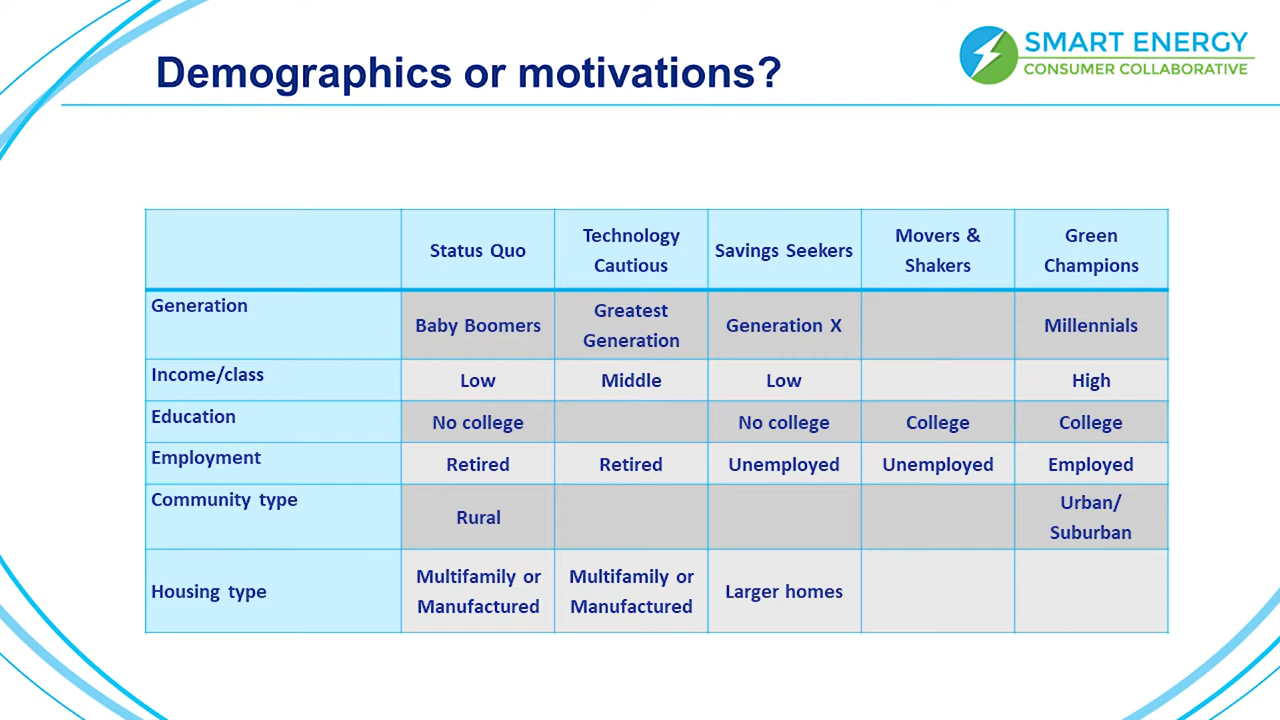 Demographics or motivations?
SMART ENERGY
CONSUMER COLLABORATIVE
Status Quo
Technology
Cautious
Savings Seekers
Movers &
Shakers
Green
Champions
Generation
Baby Boomers
Greatest
Generation
Generation X
Millennials
Income/class
Low
Middle
Low
High
Education
No college
No college
College
College
Employment
Retired
Retired
Unemployed
Unemployed
Employed
Community type
Rural
Urban/
Suburban
Housing type
Multifamily or
Manufactured
Multifamily or
Manufactured
Larger homes